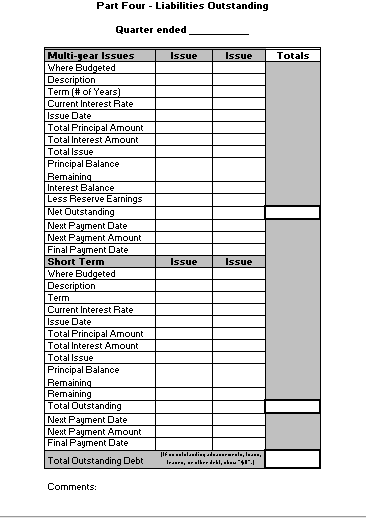 Part Four - Liabilities Outstanding
Quarter ended __________
Multi-year Issues Issue Issue Totals
Where Budgeted
Description
Term (# of Years)
Current Interest Rate
Issue Date
Total Principal Amount
Total Interest Amount
Total Issue
Principal Balance
Remaining
Interest Balance
Less Reserve Earnings
Net Outstanding
Next Payment Date
Next Payment Amount
Final Payment Date
Short Term Issue Issue
Where Budgeted
Description
Term
Current Interest Rate
Issue Date
Total Principal Amount
Total Interest Amount
Total Issue
Principal Balance
Remaining
Remaining
Total Outstanding
Next Payment Date
Next Payment Amount
Final Payment Date
Total Outstanding Debt (If no outstanding advancements, loans,
leases, or other debt, show "$0".)
Comments: